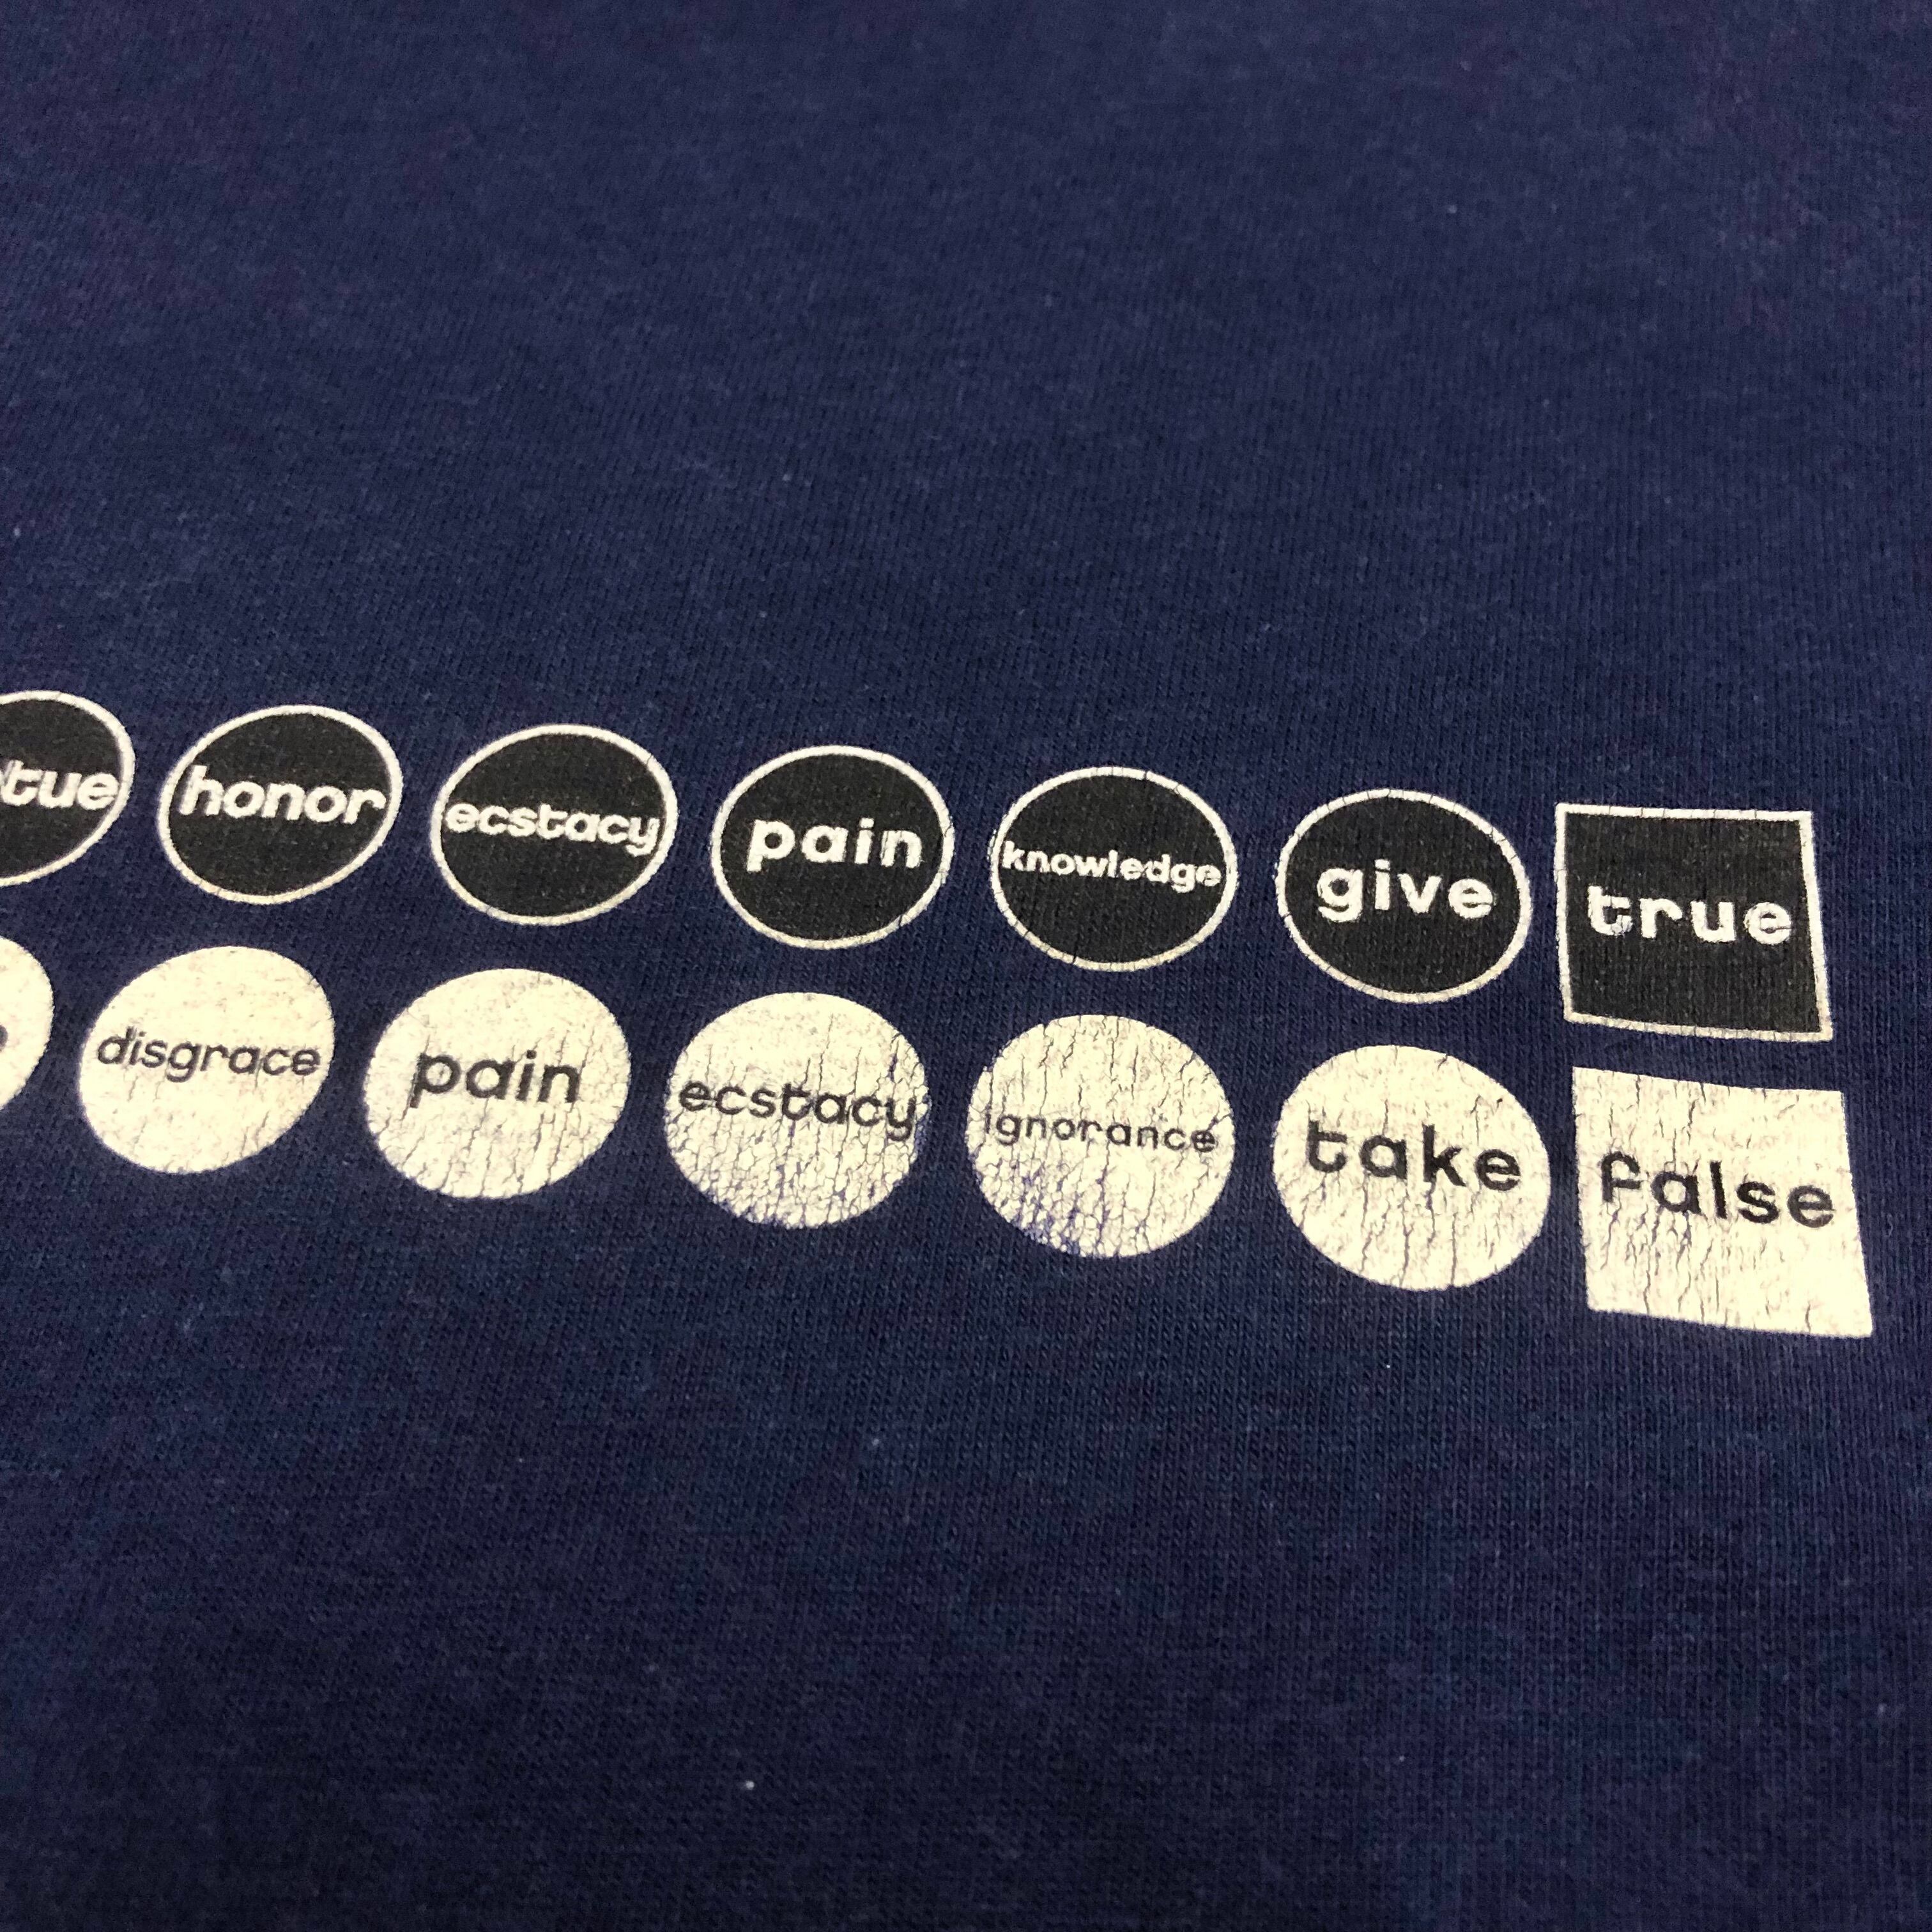 honor ecstacy pain knowledge give true
disgrace pain ecstacy ignorance take false